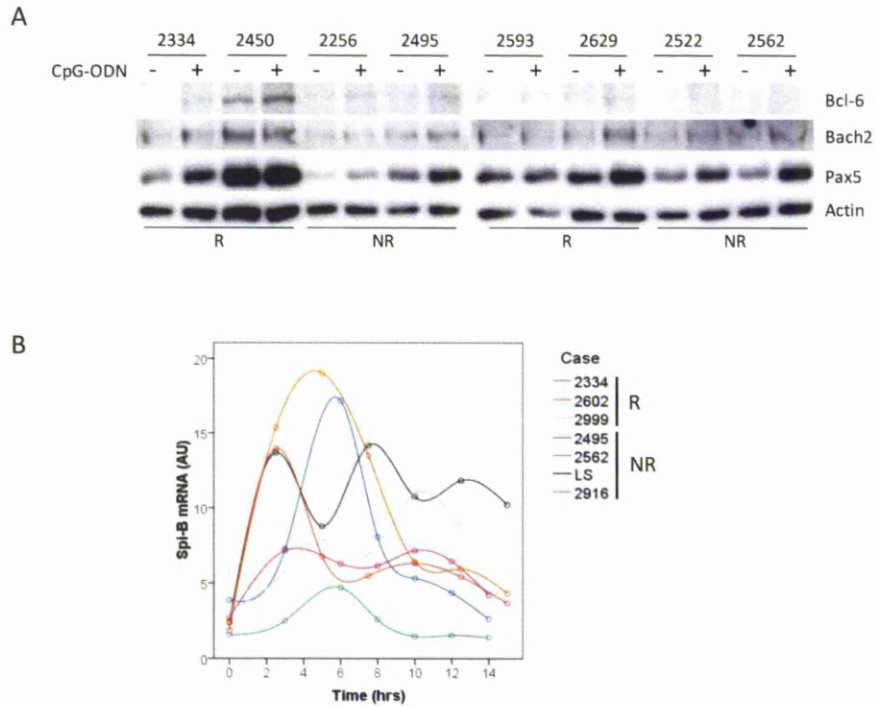 A
2334 2450 2256 2495 2593 2629 2522 2562
CpG-ODN - + - + - + - + - + - + - + - +
Bcl-6
Bach2
Pax5
Actin
R NR R NR
B
Spi-B mRNA (AU)
20
15
10
5
0
0 2 4 6 8 10 12 14
Time (hrs)
Case
2334
2602
2999
R
2495
2562
LS
2916
NR